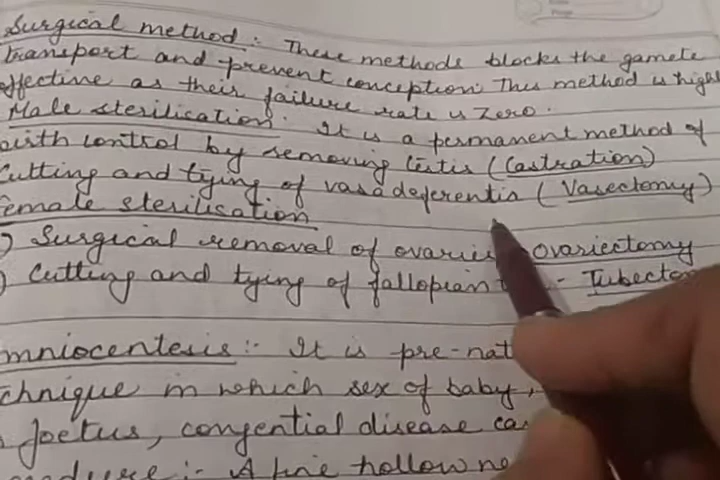 Surgical method :- These methods blocks the gamete
transport and prevent conception. This method is high
effective as their failure rate is zero.
Male sterilisation. It is a permanent method of
birth control by removing testis (Castration)
Cutting and tying of vasa deferentia (Vasectomy)
Female sterilisation
) Surgical removal of ovaries ovariectomy
) Cutting and tying of fallopian - Tubectom
mniocentesis :- It is pre-nat
chnique in which sex of baby,
foetus, congential disease ca
:- A fine hollow ne